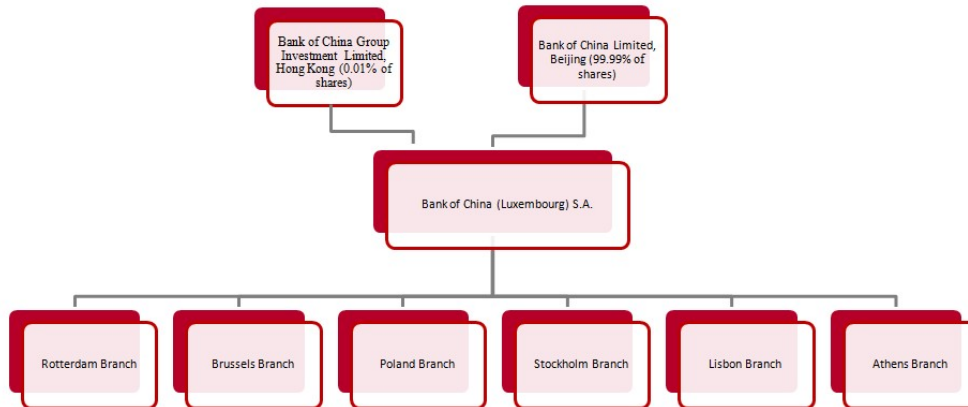 Bank of China Group
Investment Limited,
Hong Kong (0.01% of
shares)
Bank of China Limited,
Beijing (99.99% of
shares)
Bank of China (Luxembourg) S.A.
Rotterdam Branch
Brussels Branch
Poland Branch
Stockholm Branch
Lisbon Branch
Athens Branch